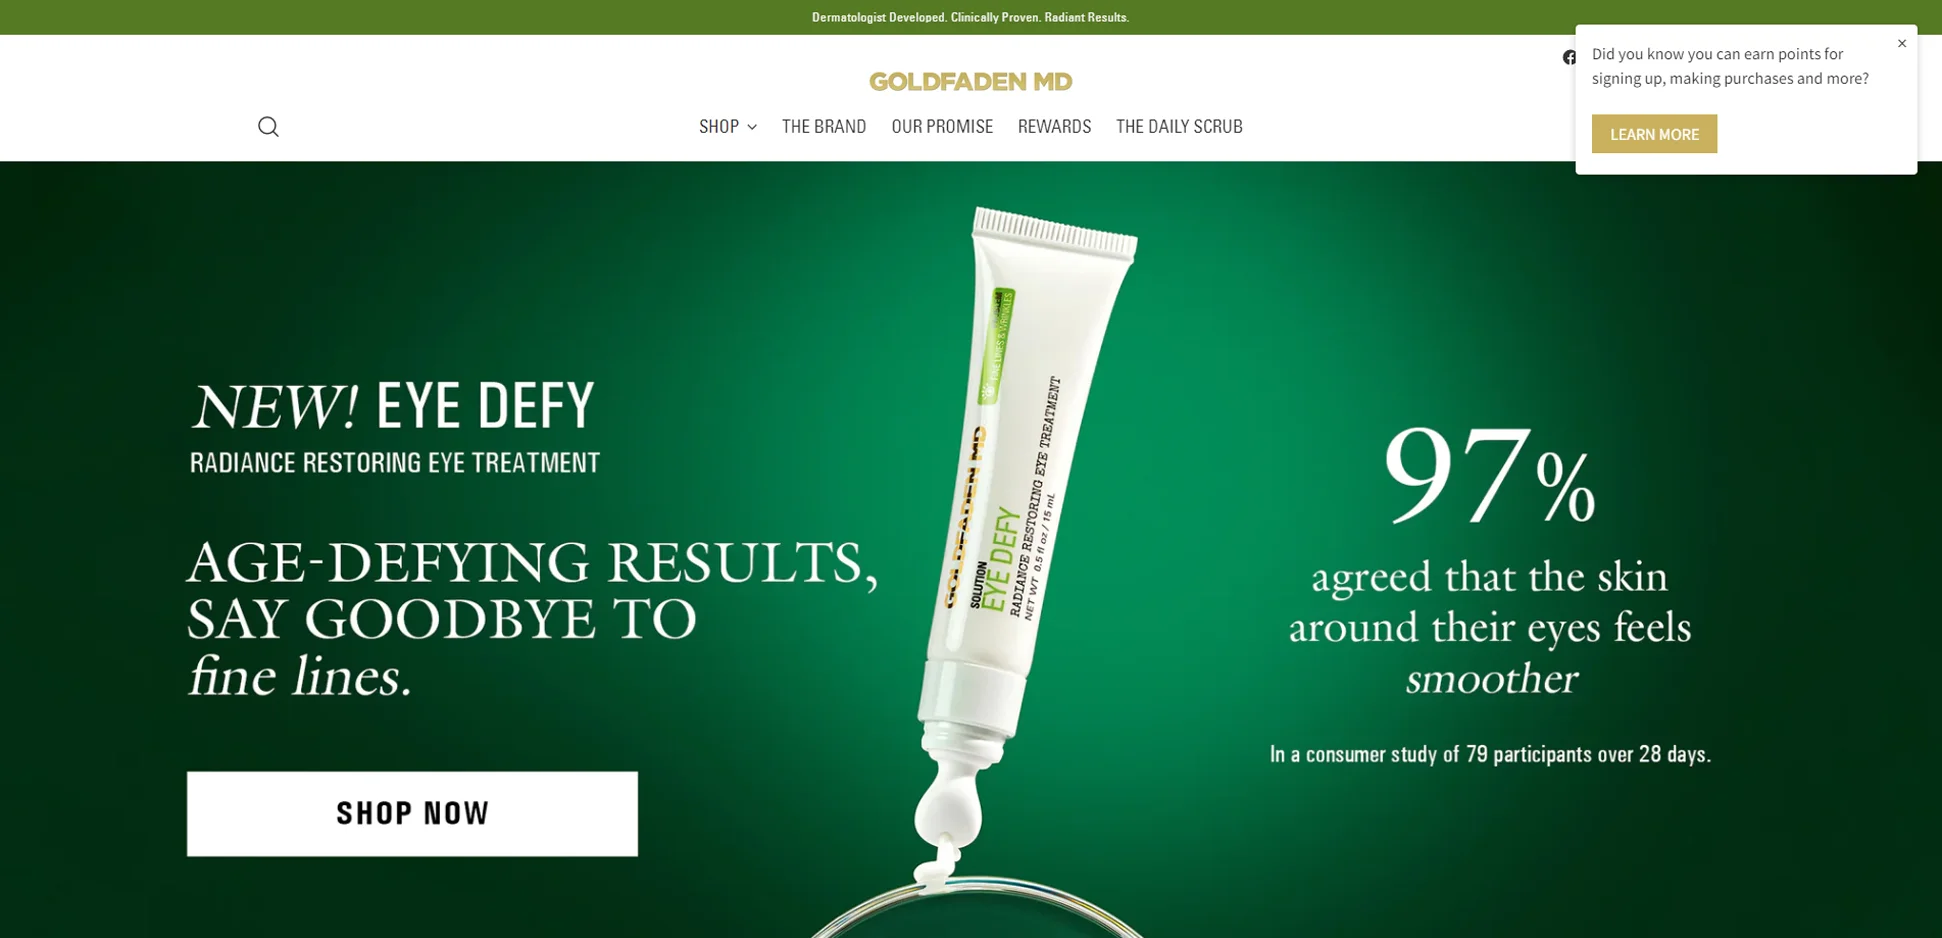 Dermatologist Developed. Clinically Proven. Radiant Results.
Did you know you can earn points for
signing up, making purchases and more?
LEARN MORE
GOLDFADEN MD
SHOP
THE BRAND
OUR PROMISE
REWARDS
THE DAILY SCRUB
NEW! EYE DEFY
RADIANCE RESTORING EYE TREATMENT
AGE-DEFYING RESULTS,
SAY GOODBYE TO
fine lines.
SHOP NOW
FINE LINES & WRINKLES
GOLDFADEN MD
SOLUTION
EYE DEFY
RADIANCE RESTORING EYE TREATMENT
NET WT 0.5 fl oz / 15 mL
97%
agreed that the skin
around their eyes feels
smoother
In a consumer study of 79 participants over 28 days.